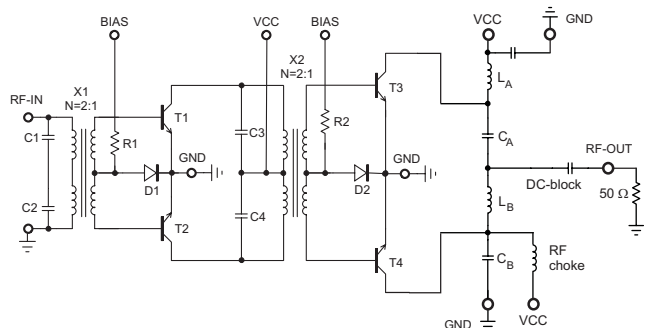 BIAS
VCC
BIAS
VCC
GND
X1
N=2:1
X2
N=2:1
RF-IN
T1
T3
LA
C1
R1
C3
R2
CA
RF-OUT
GND
GND
D1
D2
DC-block
50 Ω
C2
T2
C4
T4
LB
CB
RF
choke
GND
VCC